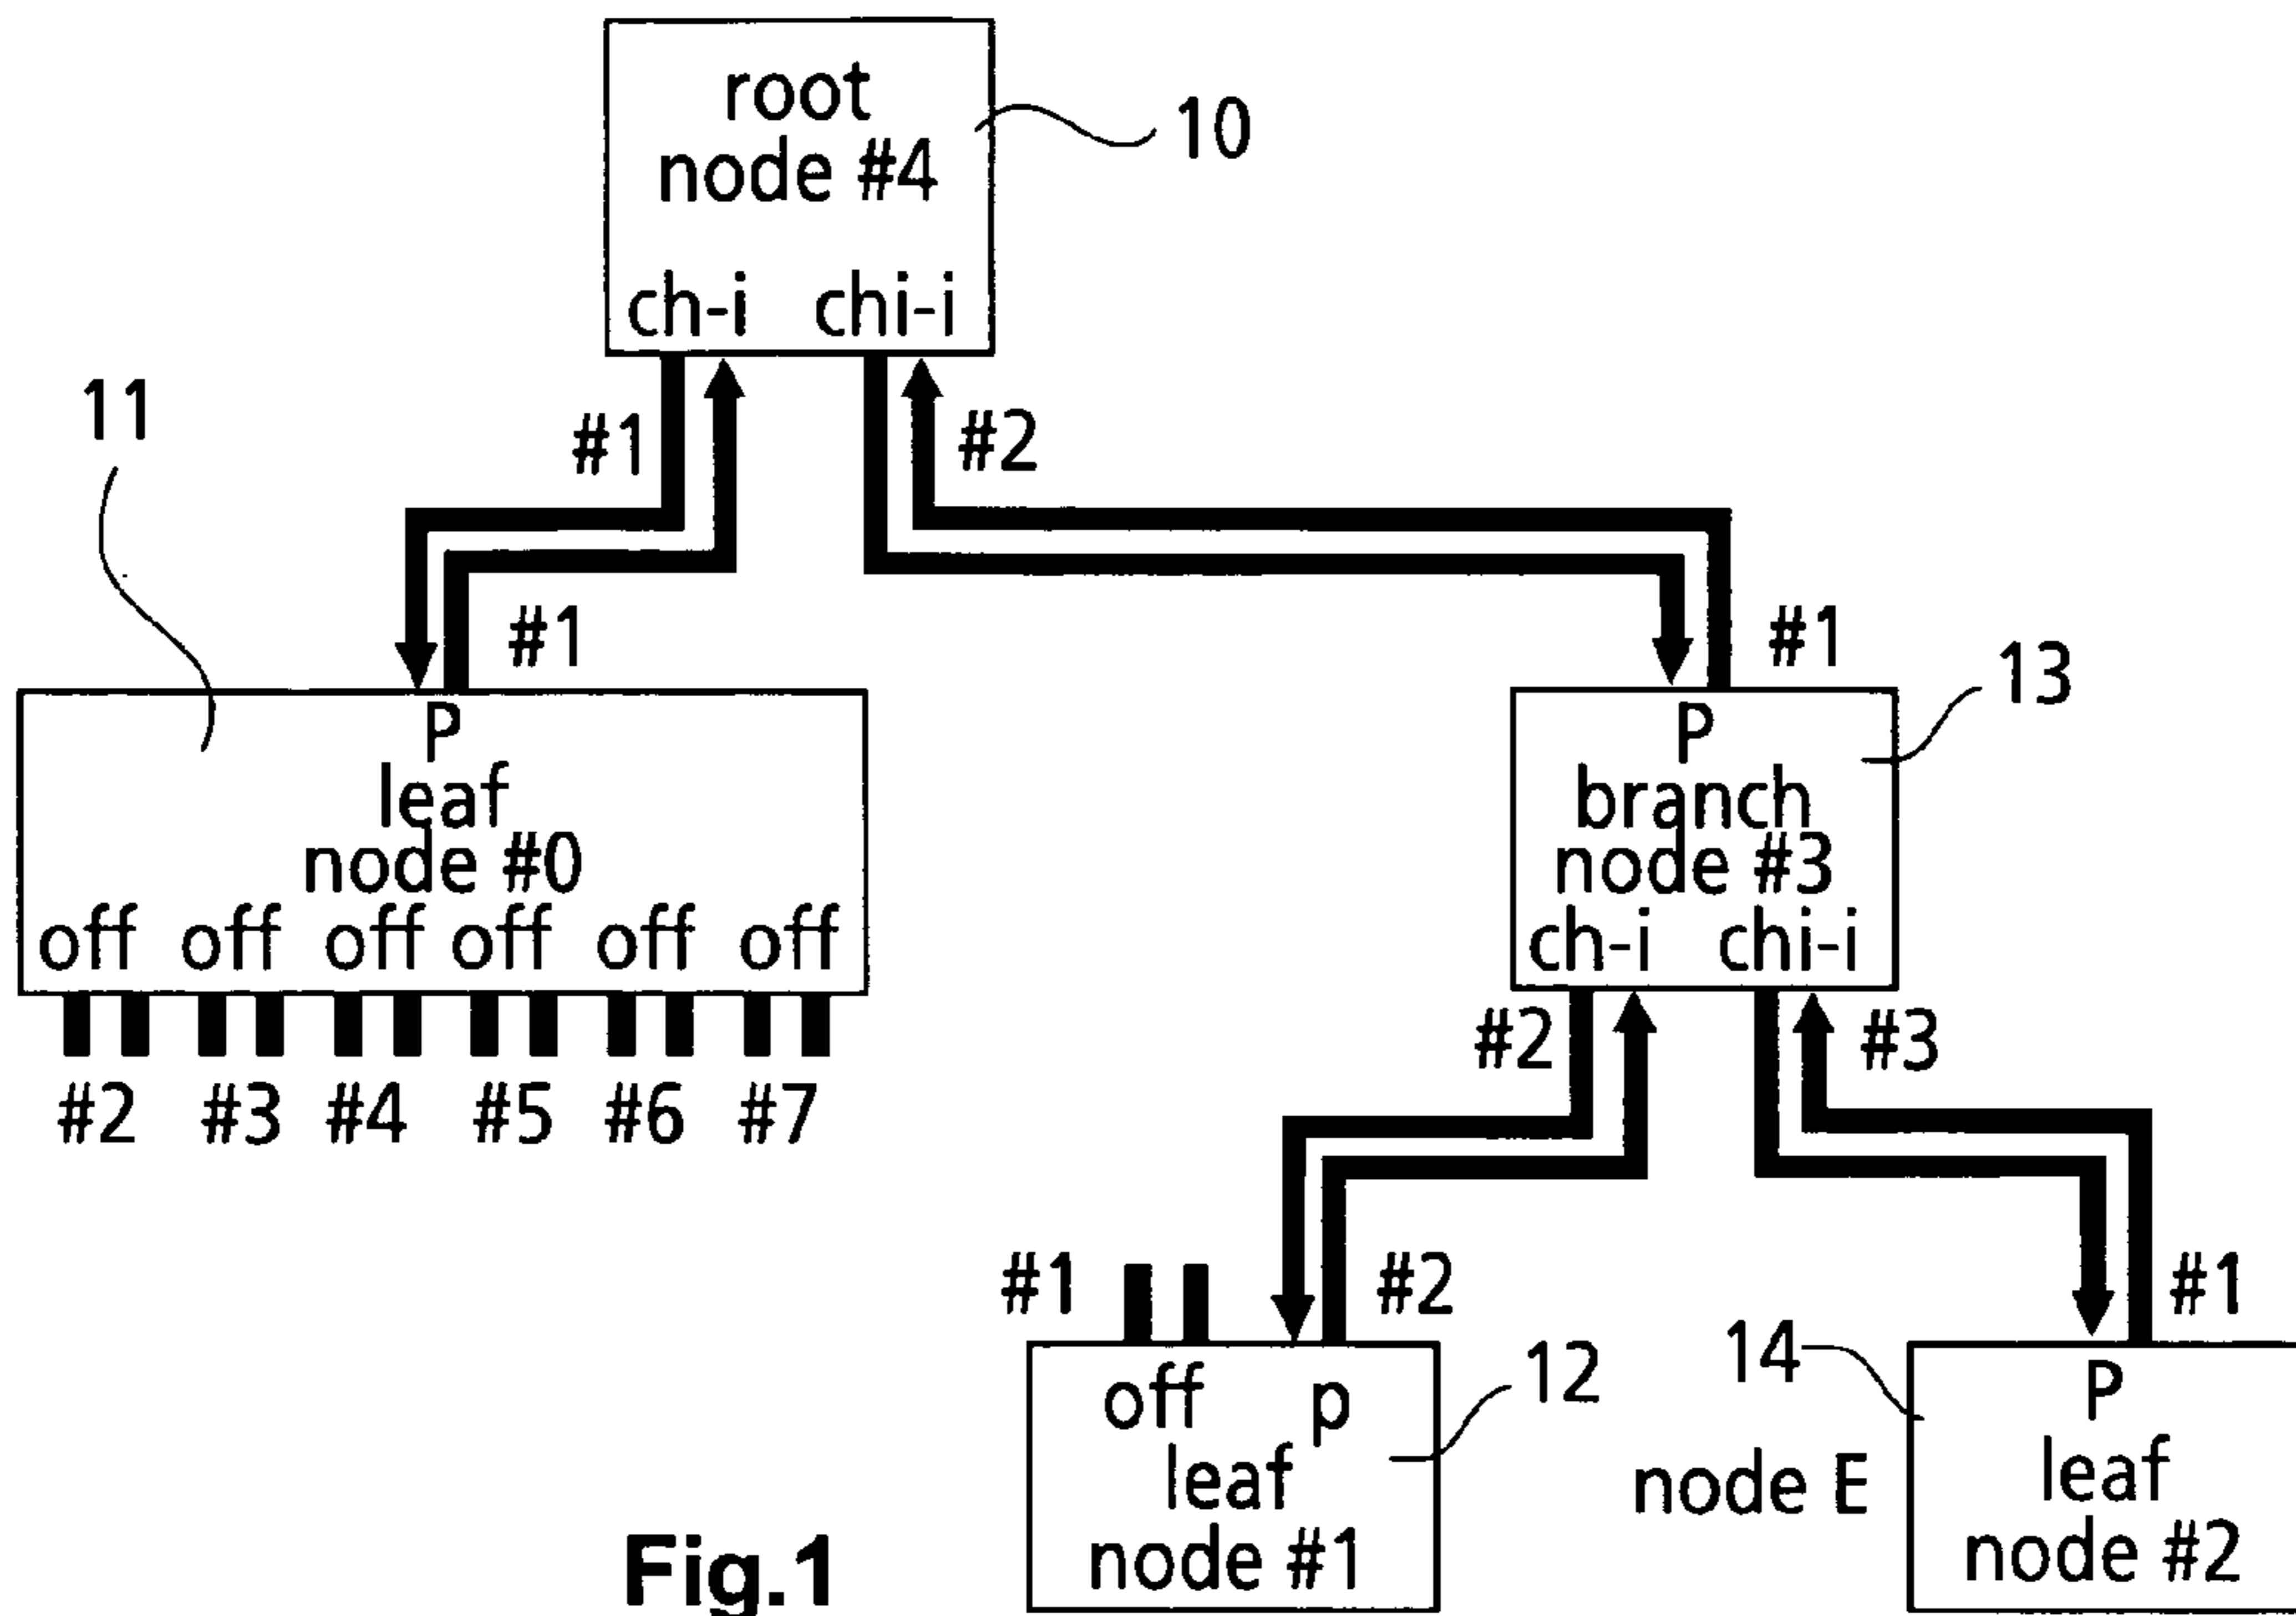 root
node #4
10
ch-i chi-i
11
#1 #2
#1 #1
13
P
leaf
node #0
off off off off off off
#2 #3 #4 #5 #6 #7
P
branch
node #3
ch-i chi-i
#2 #3
#1 #2 #1
off p
leaf
node #1
12
14
node E
P
leaf
node #2
Fig.1